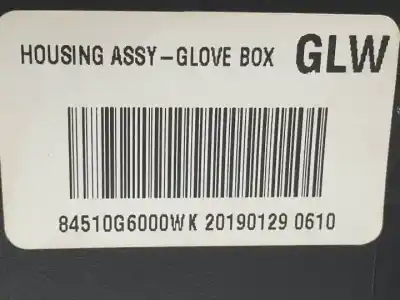 HOUSING ASSY-GLOVE BOX GLW
84510G6000WK 20190129 0610